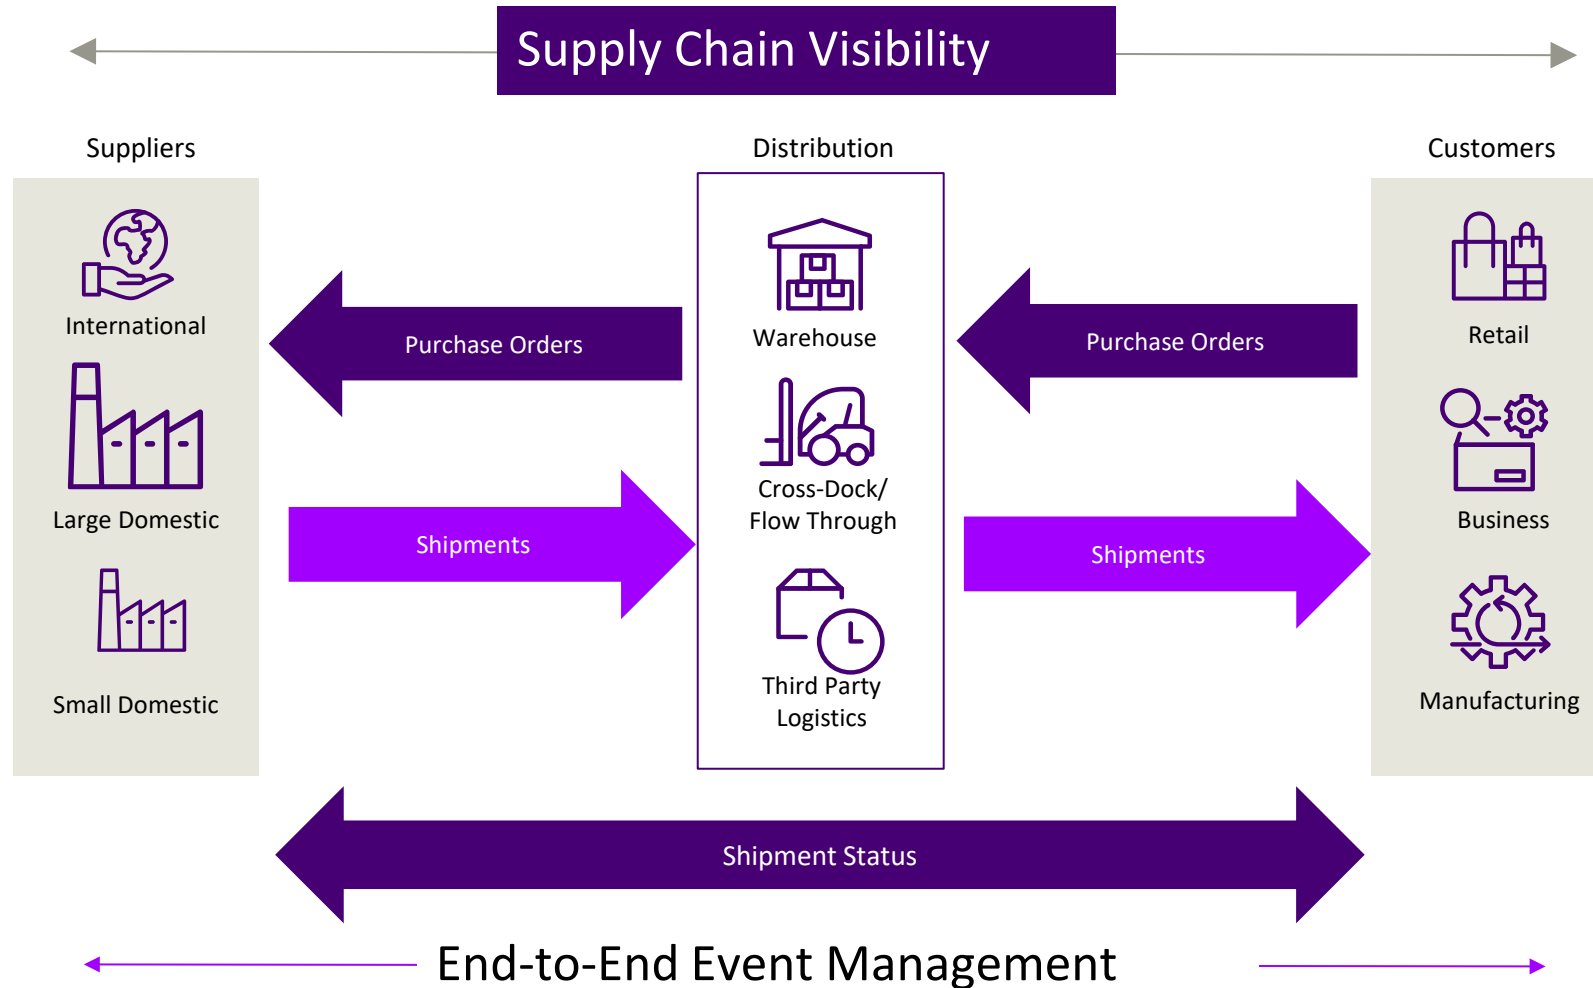 Supply Chain Visibility
Suppliers
Distribution
Customers
International
Large Domestic
Small Domestic
Purchase Orders
Shipments
Warehouse
Cross-Dock/
Flow Through
Third Party
Logistics
Purchase Orders
Shipments
Retail
Business
Manufacturing
Shipment Status
End-to-End Event Management